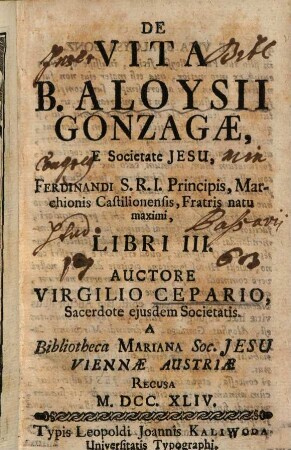 DE
VITA
B. ALOYSII
GONZAGÆ,
E Societate JESU,
FERDINANDI S. R. I. Principis, Mar-
chionis Castilionensis, Fratris natu
maximi,
LIBRI III.
AUCTORE
VIRGILIO CEPARIO,
Sacerdote ejusdem Societatis.
A
Bibliotheca MARIANA Soc. JESU
VIENNÆ AUSTRIÆ
RECUSA
M. DCC. XLIV.
Typis Leopoldi Joannis KALIWODA
Universitatis Typographi.